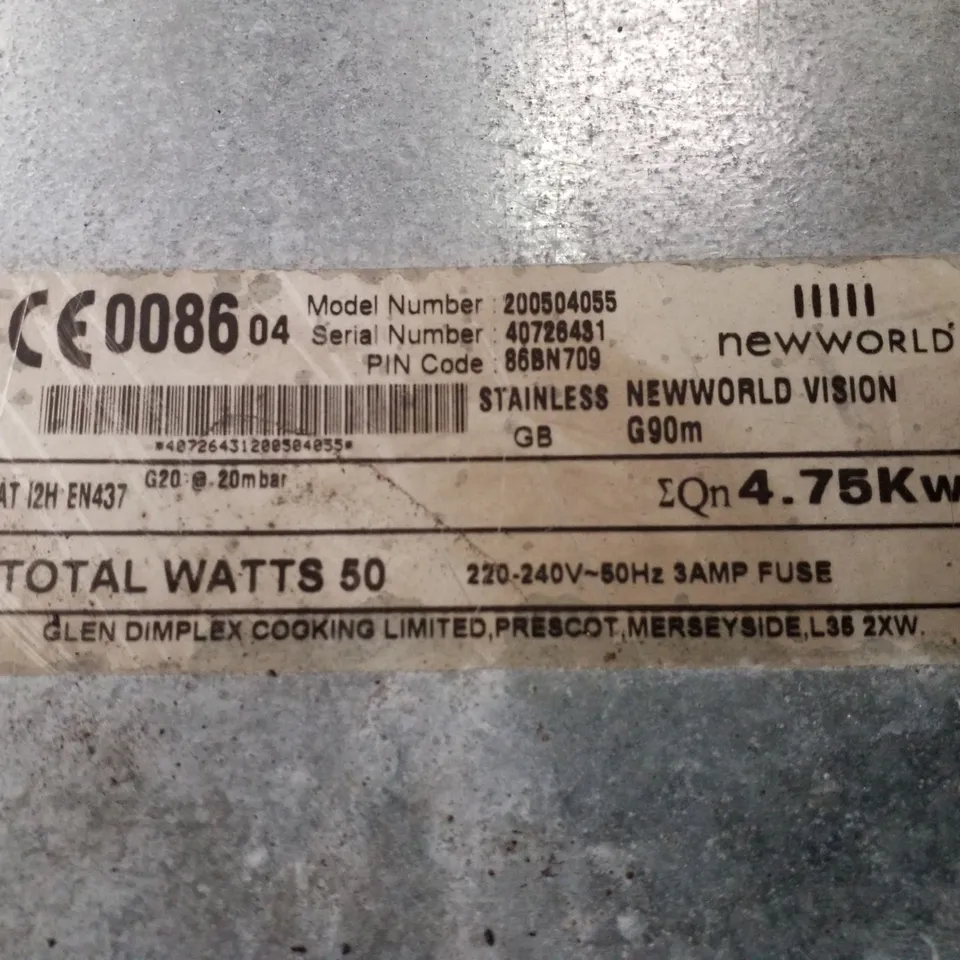 CE 0086 04
Model Number : 200504055
Serial Number : 40726431
PIN Code : 86BN709
newWORLD
*40726431200504055*
STAINLESS NEWWORLD VISION
GB G90m
AT I2H EN437 G20 @ 20mbar ΣQn 4.75Kw
TOTAL WATTS 50 220-240V~50Hz 3AMP FUSE
GLEN DIMPLEX COOKING LIMITED,PRESCOT,MERSEYSIDE,L35 2XW.